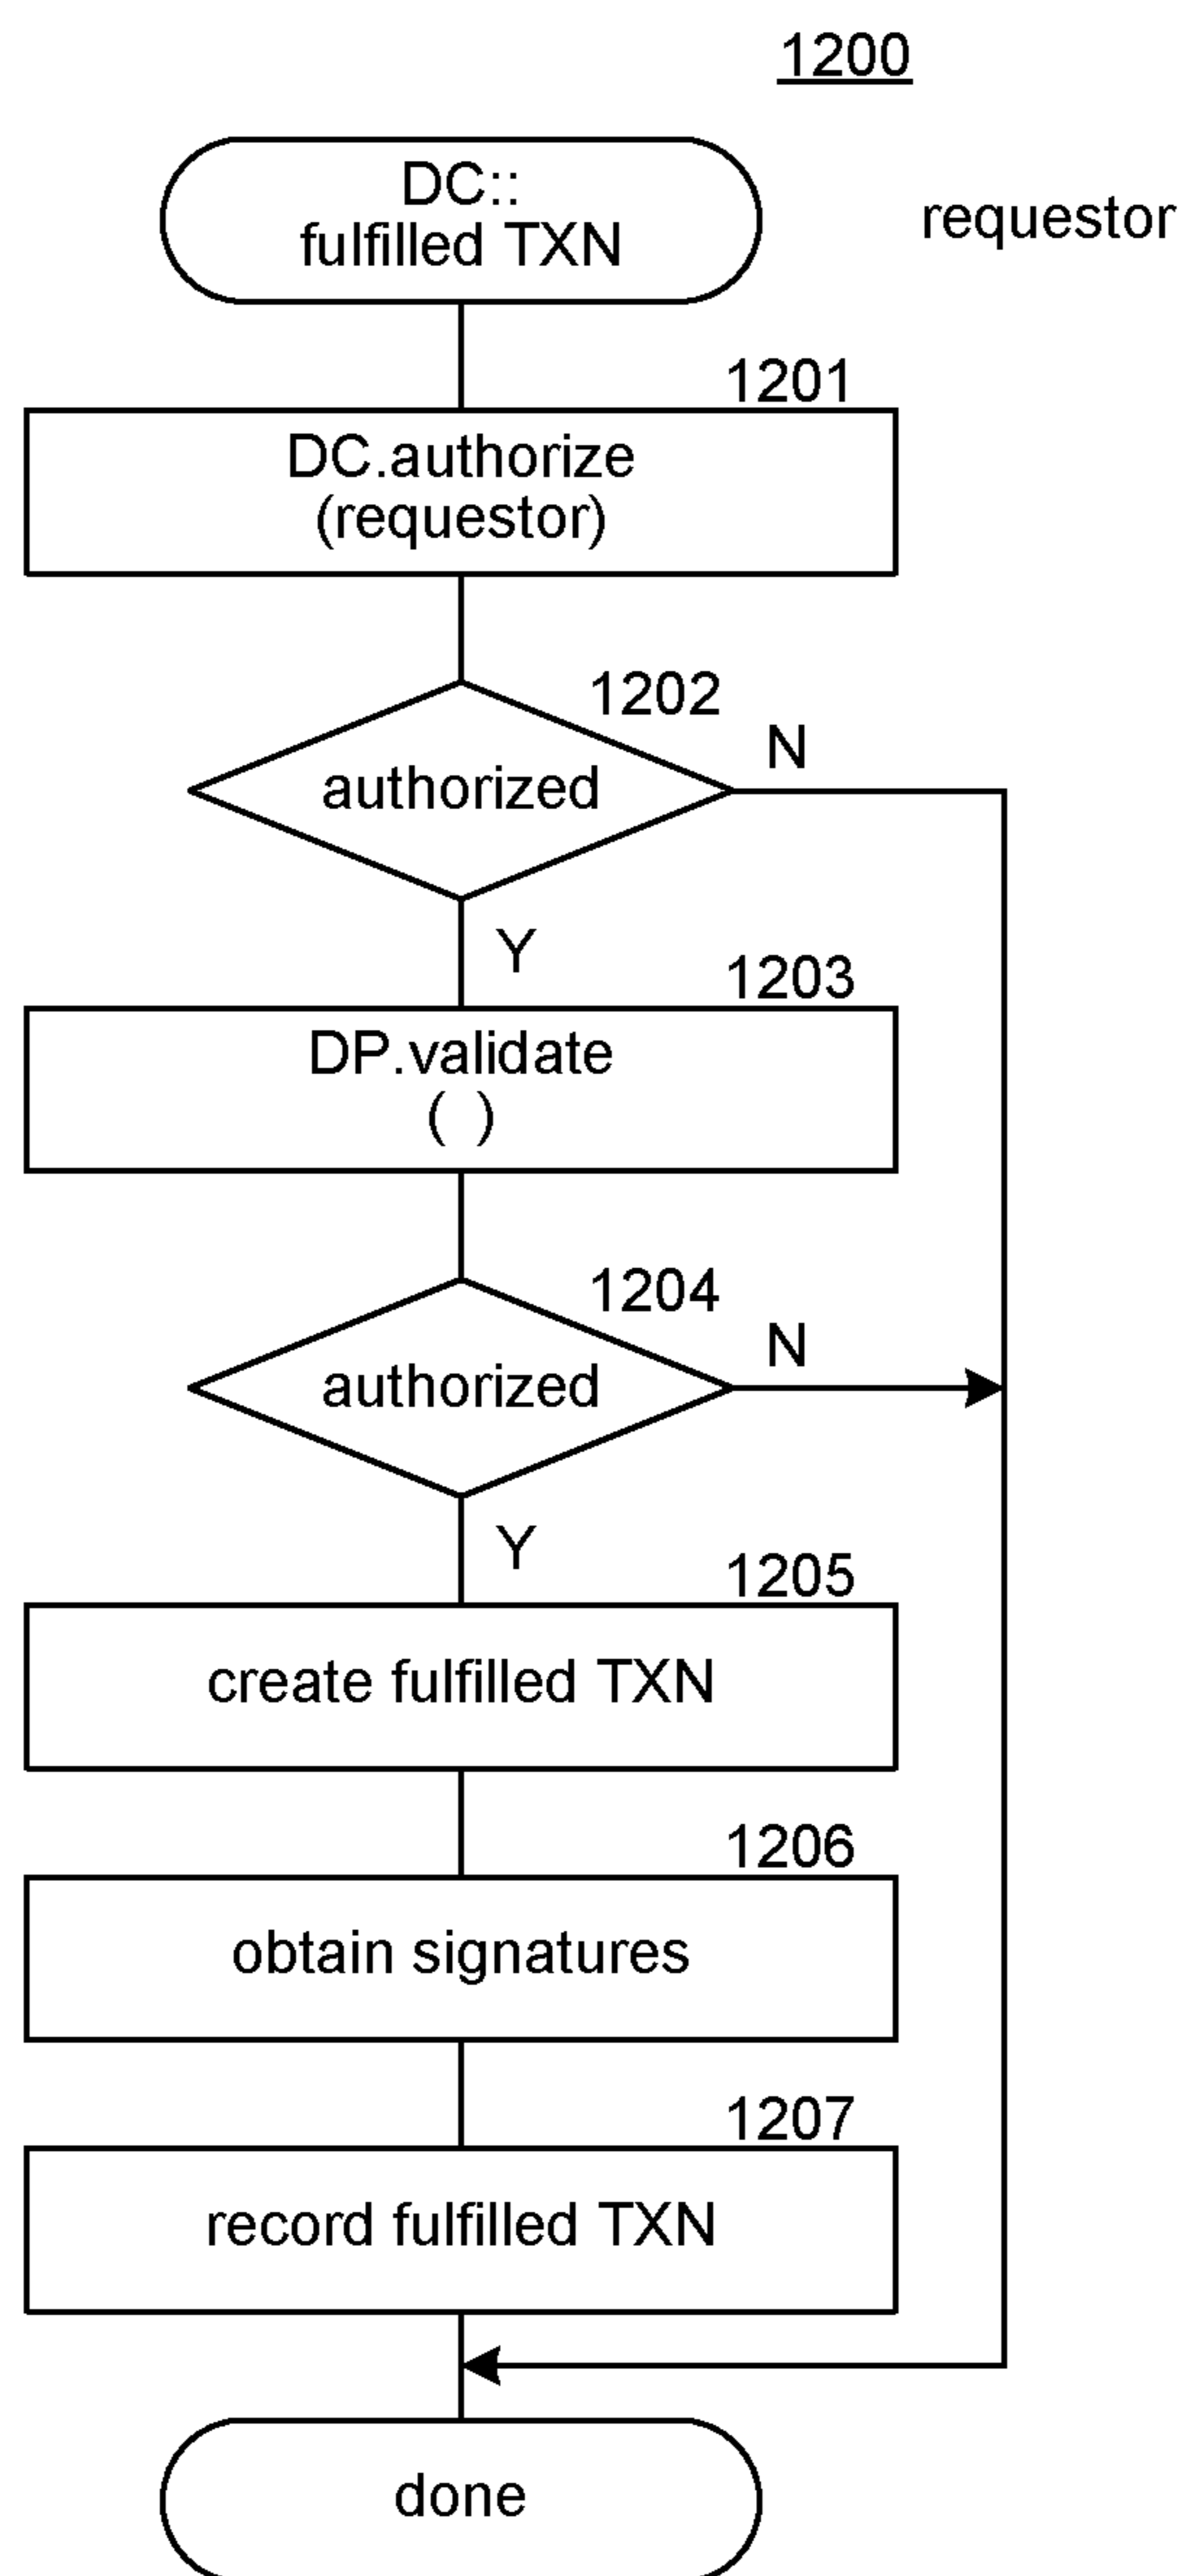 1200
DC::
fulfilled TXN
requestor
1201
DC.authorize
(requestor)
1202
authorized
N
Y
1203
DP.validate
( )
1204
authorized
N
Y
1205
create fulfilled TXN
1206
obtain signatures
1207
record fulfilled TXN
done